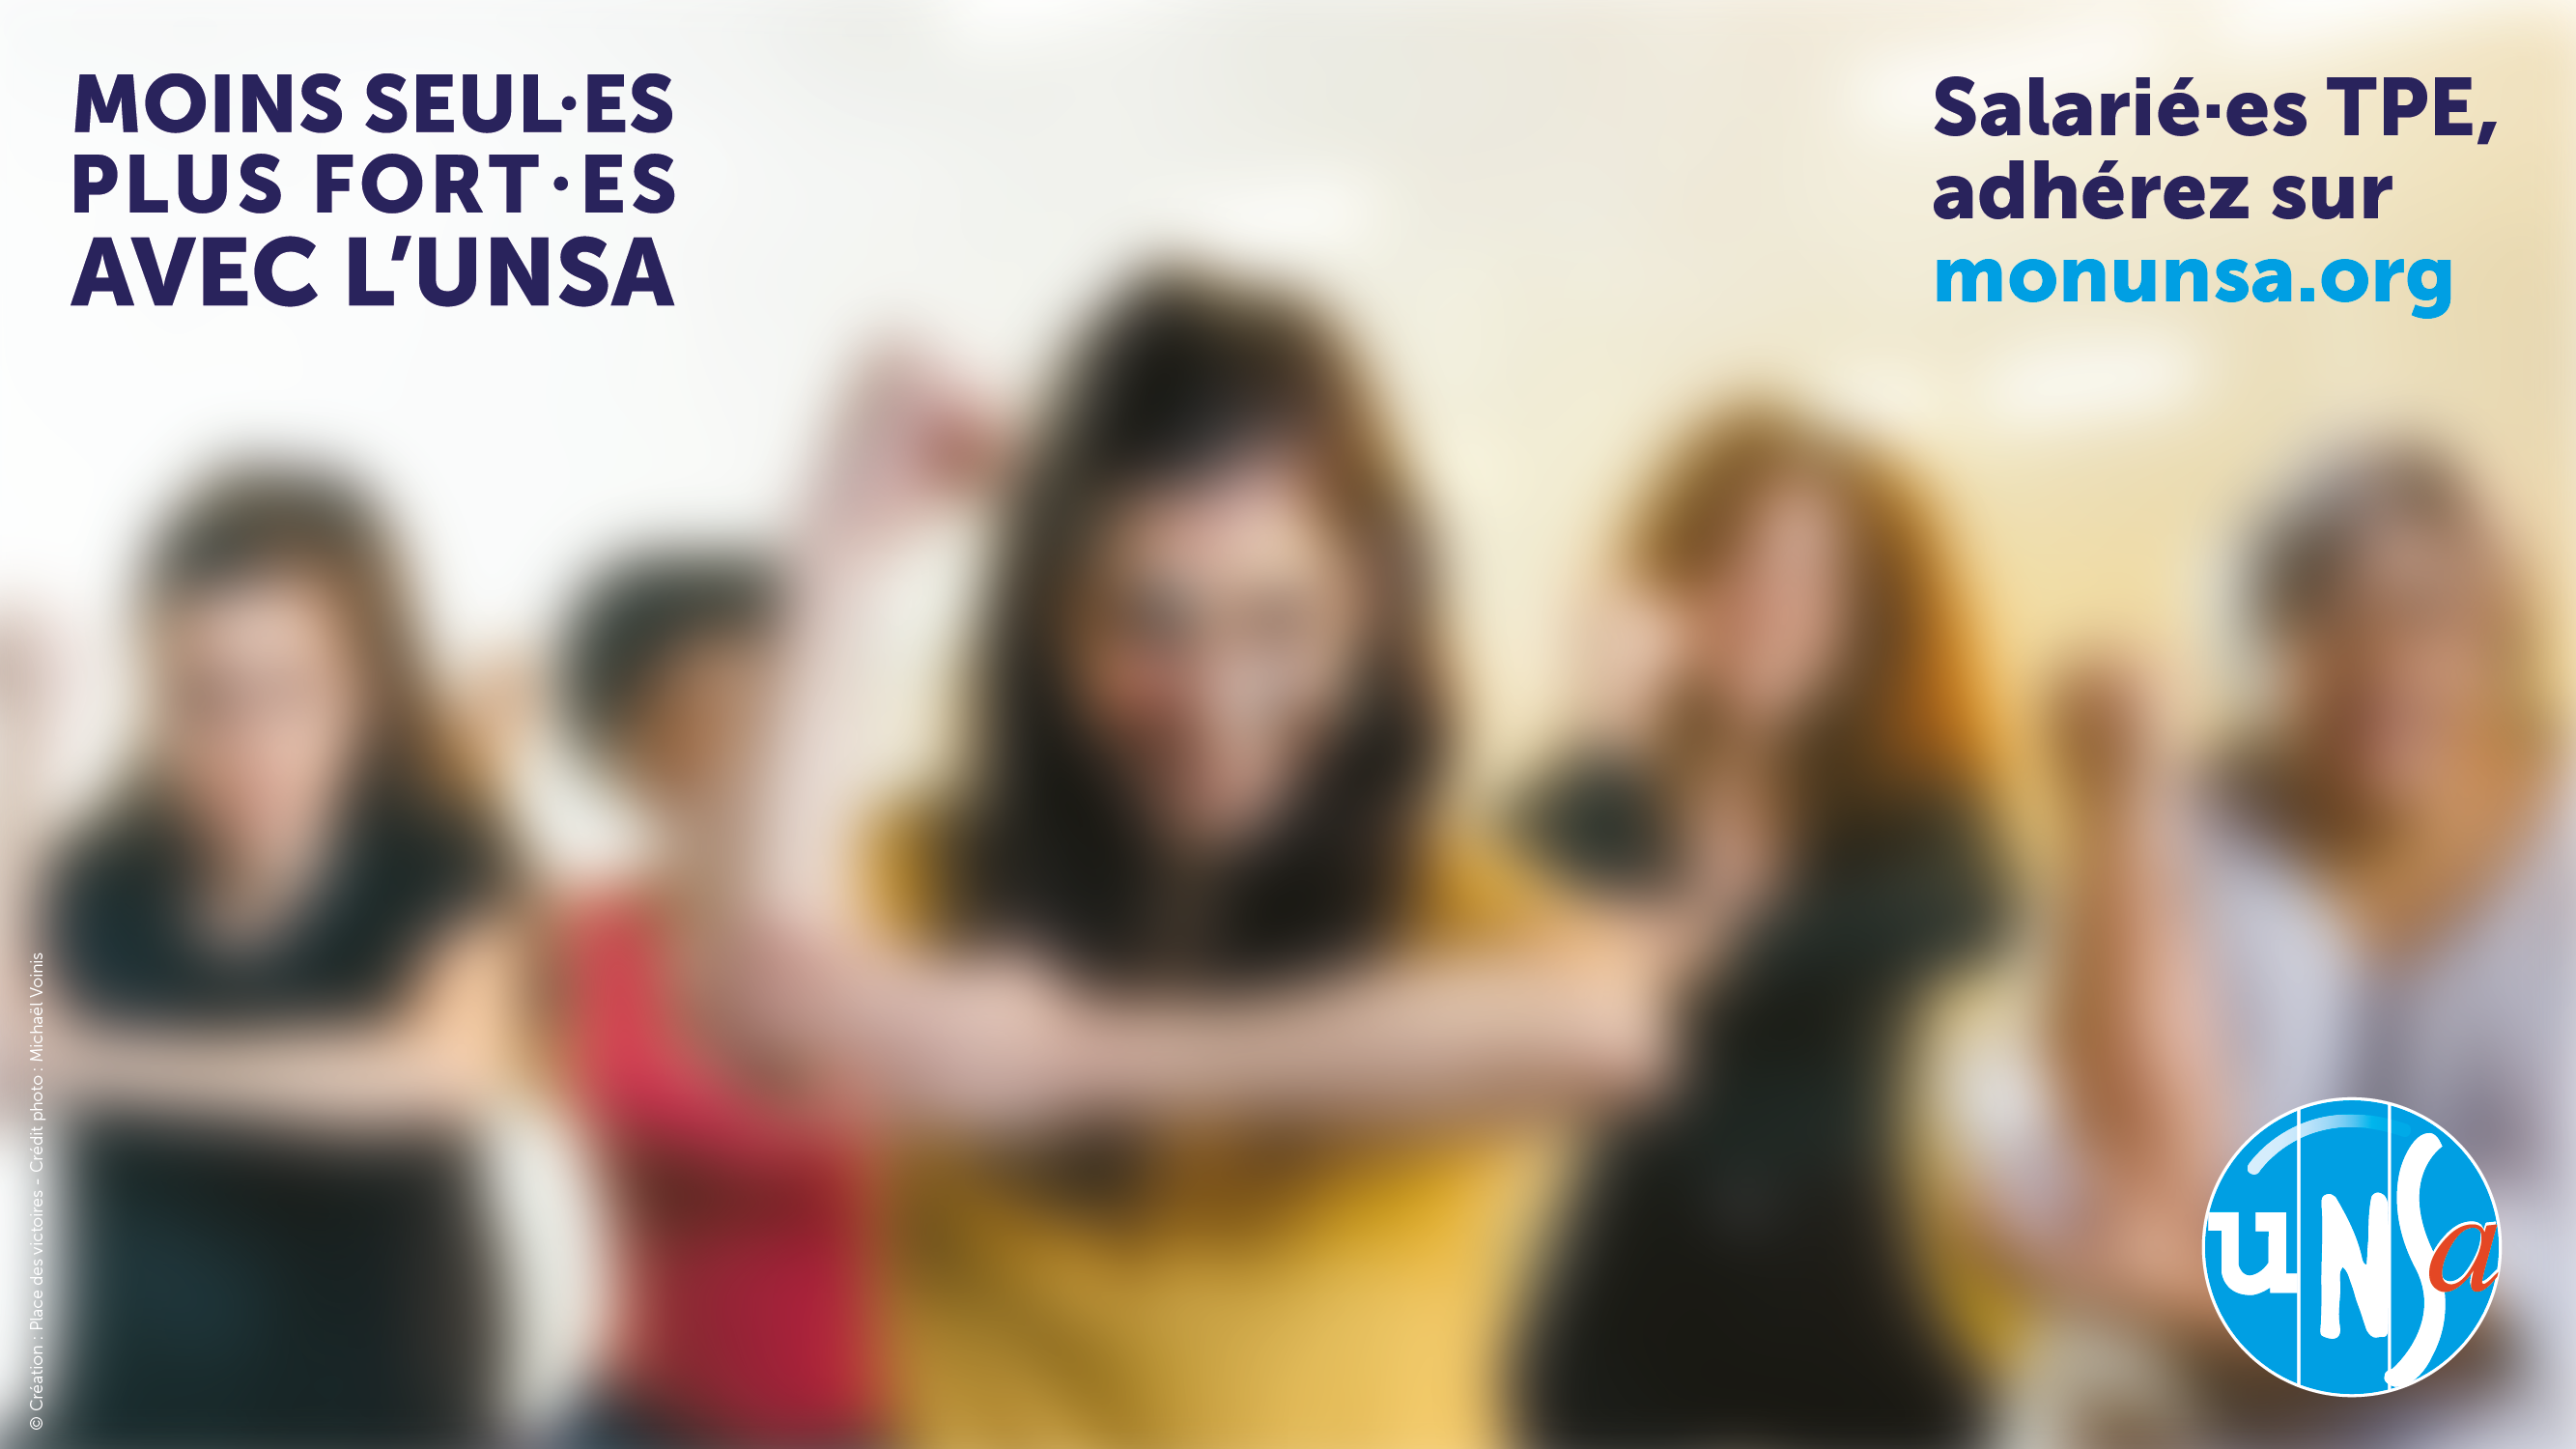 MOINS SEUL·ES
PLUS FORT·ES
AVEC L’UNSA
Salarié·es TPE,
adhérez sur
monunsa.org
© Création : Place des victoires - Crédit photo : Michaël Voinis
uNSa